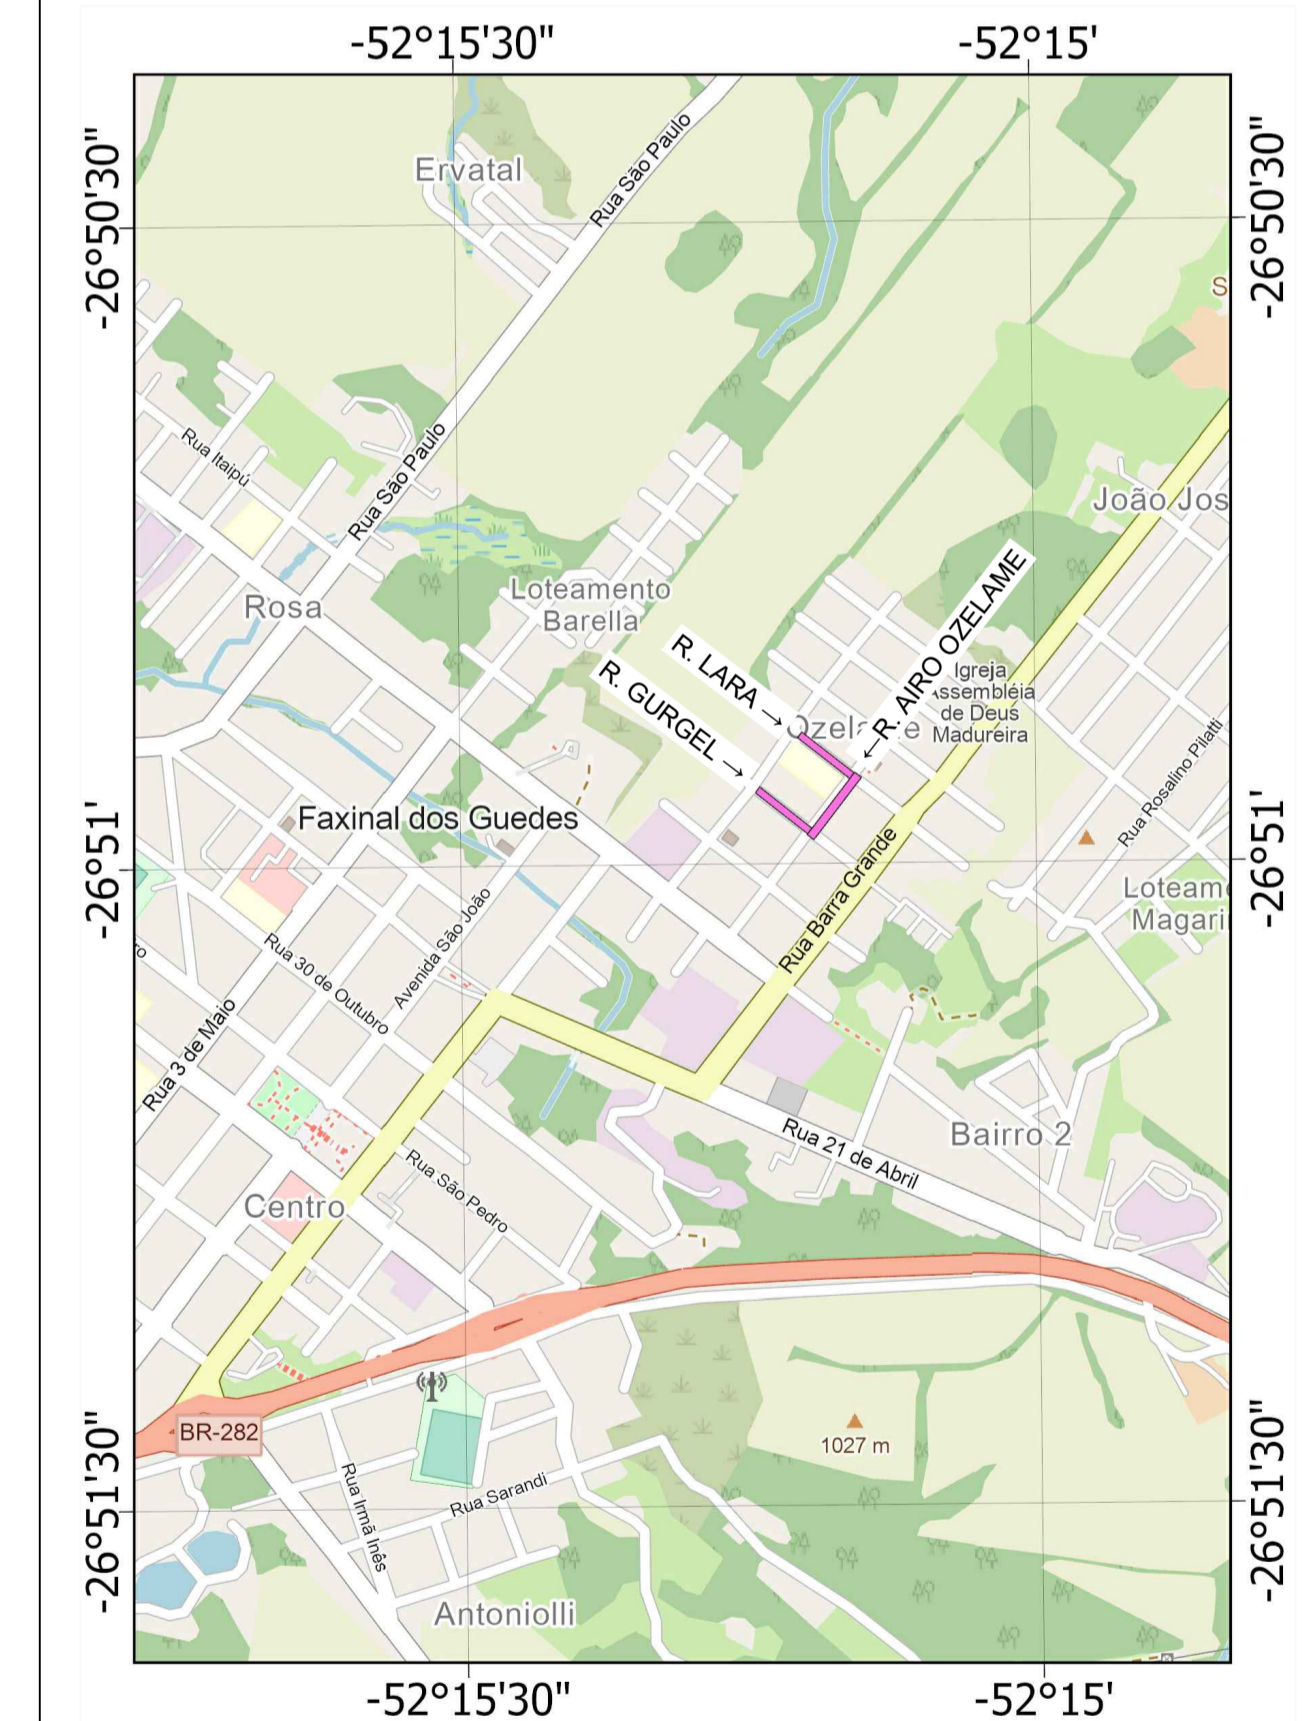 -52°15'30"
-52°15'
-26°50'30"
-26°50'30"
Ervatal
Rua São Paulo
S
Rua Itaipú
Rua São Paulo
João Jos
Loteamento
Barella
Rosa
R. LARA →
R. GURGEL →
←R. AIRO OZELAME
Igreja
Assembléia
de Deus
Madureira
Rua Rosalino Pilatti
Faxinal dos Guedes
-26°51'
-26°51'
Rua Barra Grande
Loteame
Magari
Avenida São João
Rua 30 de Outubro
ro
Rua 3 de Maio
Rua 21 de Abril
Bairro 2
Rua São Pedro
Centro
BR-282
1027 m
-26°51'30"
-26°51'30"
Rua Irmã Inês
Rua Sarandi
Antoniolli
-52°15'30"
-52°15'